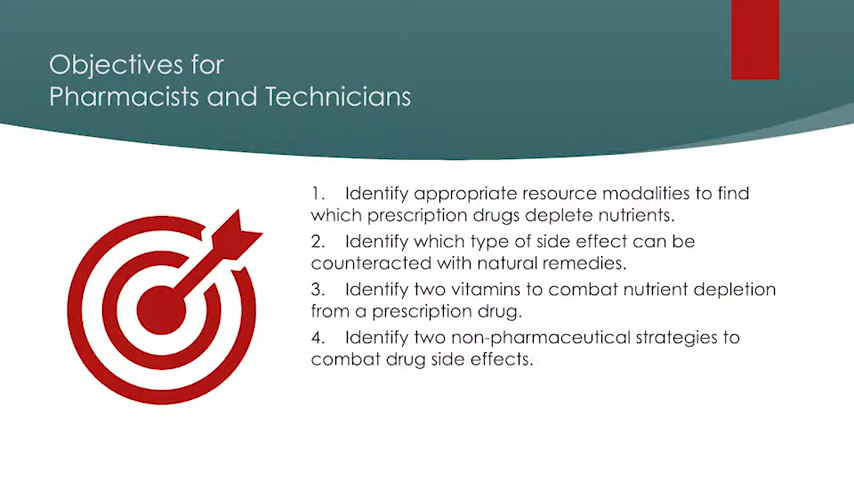 Objectives for
Pharmacists and Technicians
1. Identify appropriate resource modalities to find
which prescription drugs deplete nutrients.
2. Identify which type of side effect can be
counteracted with natural remedies.
3. Identify two vitamins to combat nutrient depletion
from a prescription drug.
4. Identify two non-pharmaceutical strategies to
combat drug side effects.